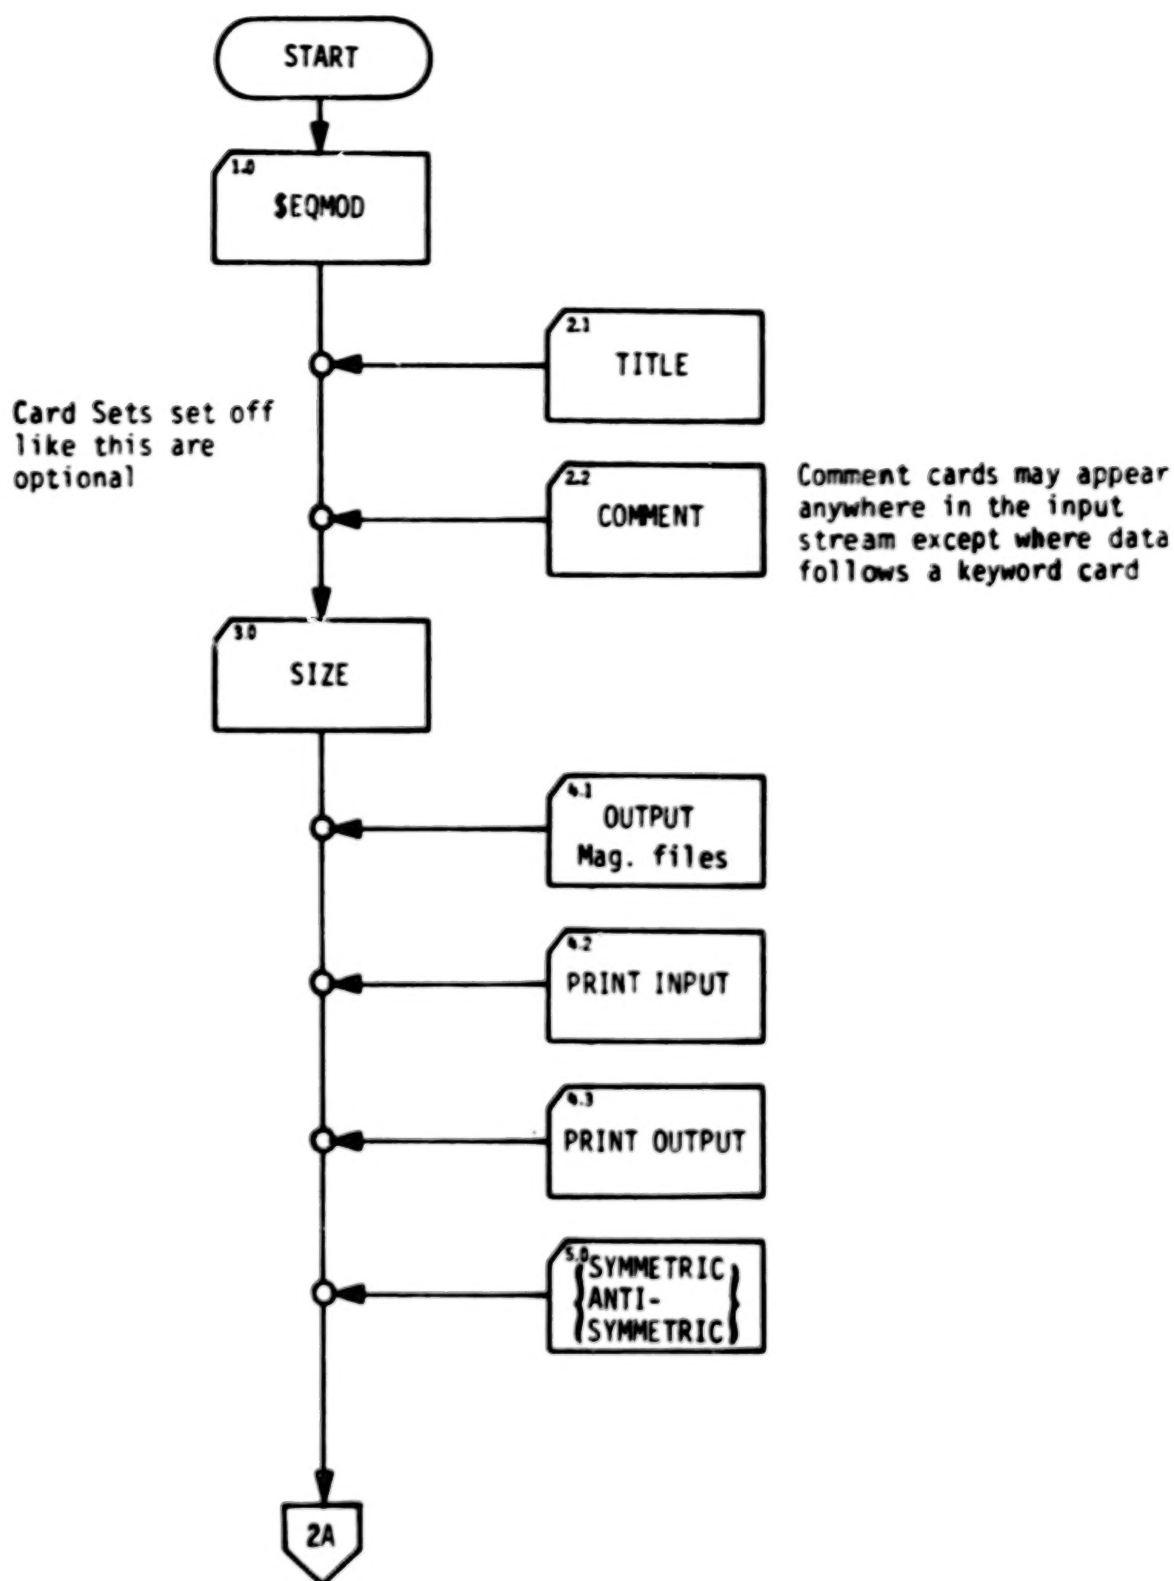 START
1.0
$EQMOD
2.1
TITLE
Card Sets set off
like this are
optional
2.2
COMMENT
Comment cards may appear
anywhere in the input
stream except where data
follows a keyword card
3.0
SIZE
4.1
OUTPUT
Mag. files
4.2
PRINT INPUT
4.3
PRINT OUTPUT
5.0
SYMMETRIC
ANTI-
SYMMETRIC
2A